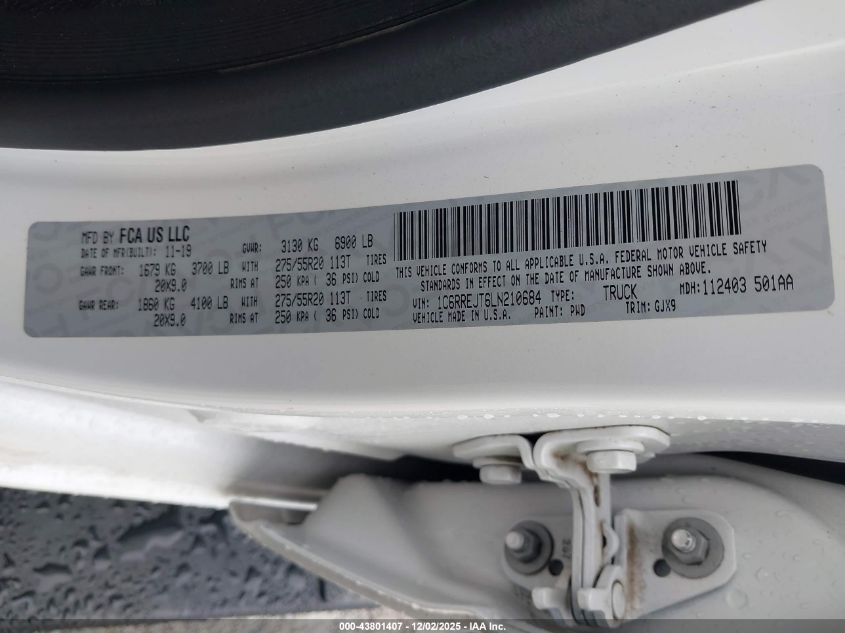 MFD BY FCA US LLC
DATE OF MFR(BUILT): 11-19 GVWR: 3130 KG 6900 LB
GAWR FRONT: 1679 KG 3700 LB WITH 275/55R20 113T TIRES
20X9.0 RIMS AT 250 KPA ( 36 PSI) COLD
GAWR REAR: 1860 KG 4100 LB WITH 275/55R20 113T TIRES
20X9.0 RIMS AT 250 KPA ( 36 PSI) COLD
THIS VEHICLE CONFORMS TO ALL APPLICABLE U.S.A. FEDERAL MOTOR VEHICLE SAFETY
STANDARDS IN EFFECT ON THE DATE OF MANUFACTURE SHOWN ABOVE.
VIN: 1C6RREJT6LN210684 TYPE: TRUCK MDH: 112403 501AA
VEHICLE MADE IN U.S.A. PAINT: PWD TRIM: GJX9
000-43801407 - 12/02/2025 - IAA Inc.